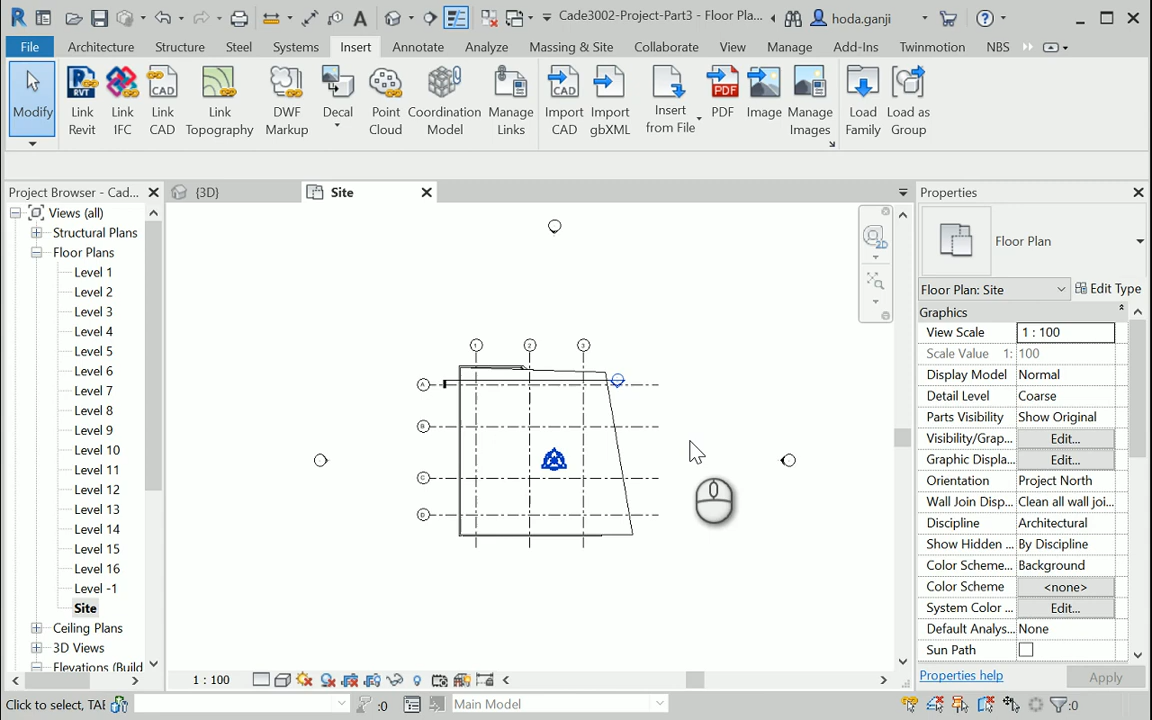 Cade3002-Project-Part3 - Floor Pla...
hoda.ganji
File Architecture Structure Steel Systems Insert Annotate Analyze Massing & Site Collaborate View Manage Add-Ins Twinmotion NBS
Modify
Link Revit
Link IFC
Link CAD
Link Topography
DWF Markup
Decal
Point Cloud
Coordination Model
Manage Links
Import CAD
Import gbXML
Insert from File
PDF
Image
Manage Images
Load Family
Load as Group
Project Browser - Cad...
{3D}
Site
Properties
Views (all)
Structural Plans
Floor Plans
Level 1
Level 2
Level 3
Level 4
Level 5
Level 6
Level 7
Level 8
Level 9
Level 10
Level 11
Level 12
Level 13
Level 14
Level 15
Level 16
Level -1
Site
Ceiling Plans
3D Views
Elevations (Build
1 2 3
A
B
C
D
Floor Plan
Floor Plan: Site
Edit Type
Graphics
View Scale 1 : 100
Scale Value 1: 100
Display Model Normal
Detail Level Coarse
Parts Visibility Show Original
Visibility/Grap... Edit...
Graphic Displa... Edit...
Orientation Project North
Wall Join Disp... Clean all wall joi...
Discipline Architectural
Show Hidden ... By Discipline
Color Scheme... Background
Color Scheme <none>
System Color ... Edit...
Default Analys... None
Sun Path
Properties help
Apply
1 : 100
Click to select, TAE
:0
Main Model
:0